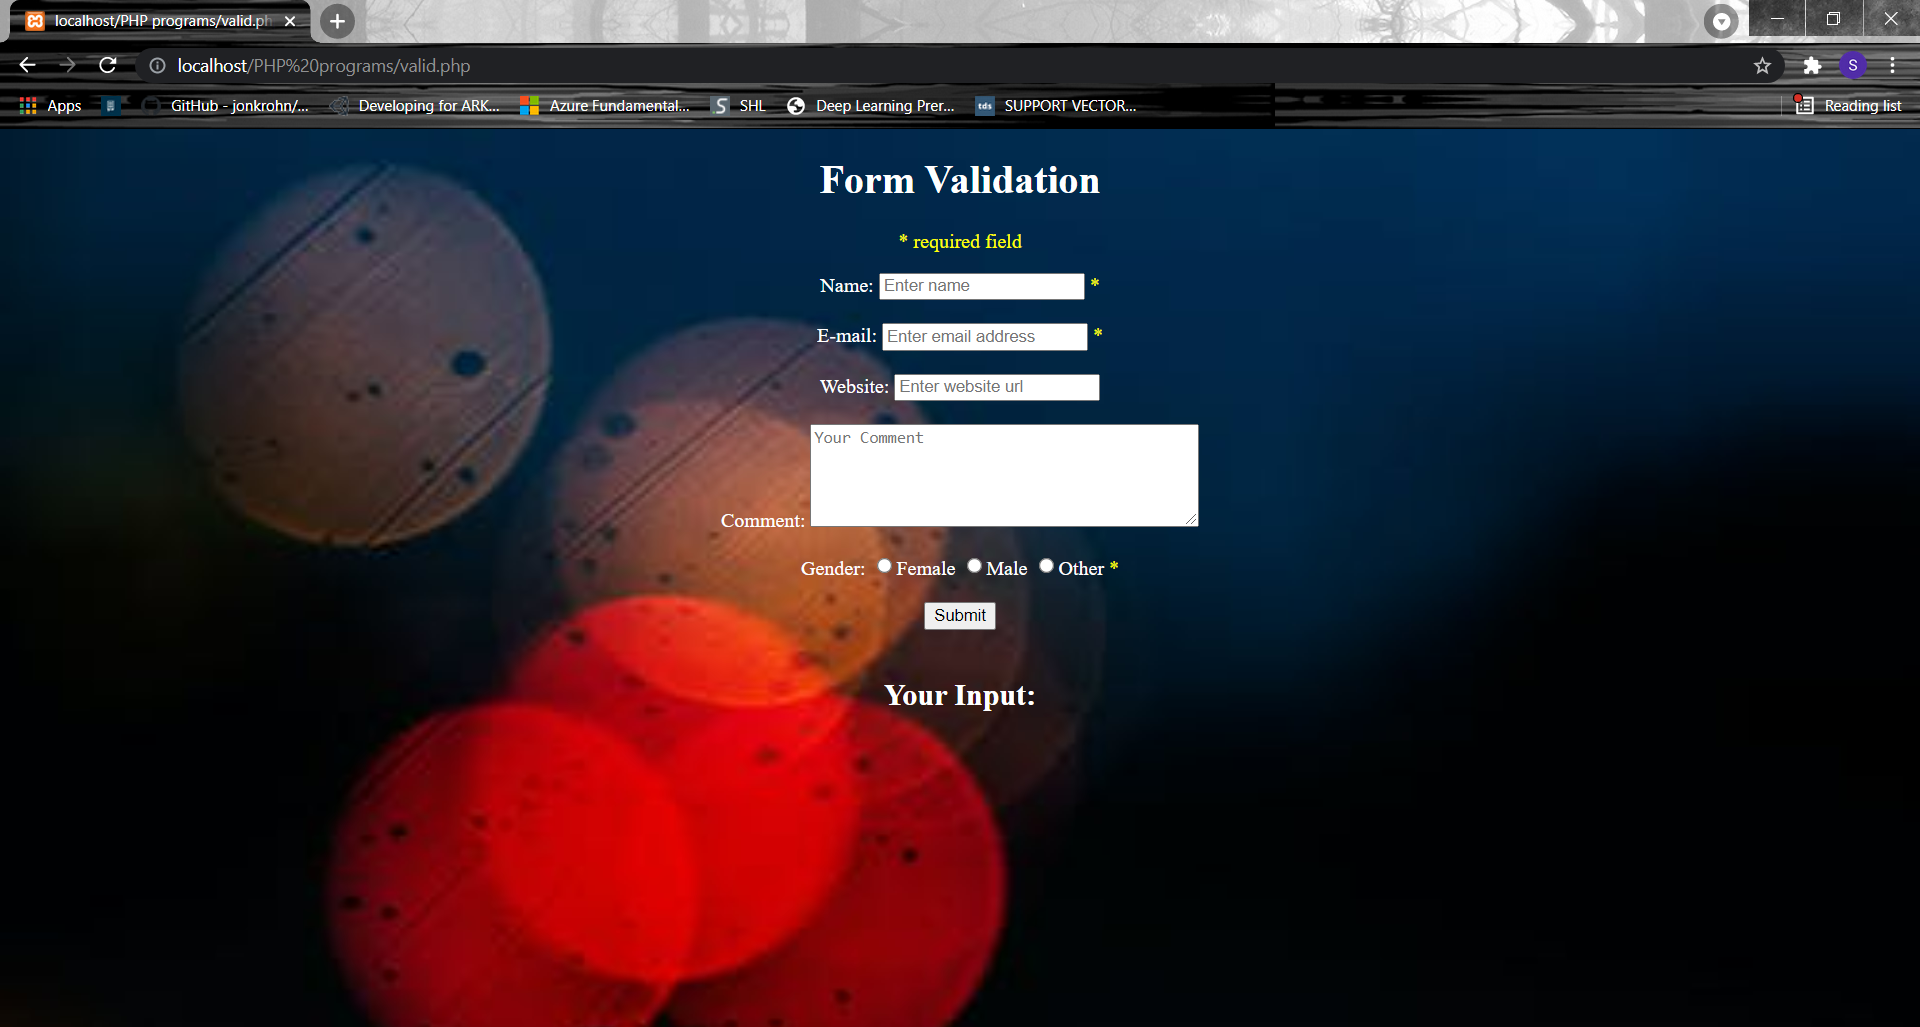 localhost/PHP programs/valid.ph
localhost/PHP%20programs/valid.php
S
Apps
GitHub - jonkrohn/...
Developing for ARK...
S SHL
Deep Learning Prer...
tds SUPPORT VECTOR...
Reading list
Form Validation
* required field
Name: Enter name *
E-mail: Enter email address *
Website: Enter website url
Your Comment
Comment:
Gender: Female Male Other *
Submit
Your Input:
Azure Fundamental...